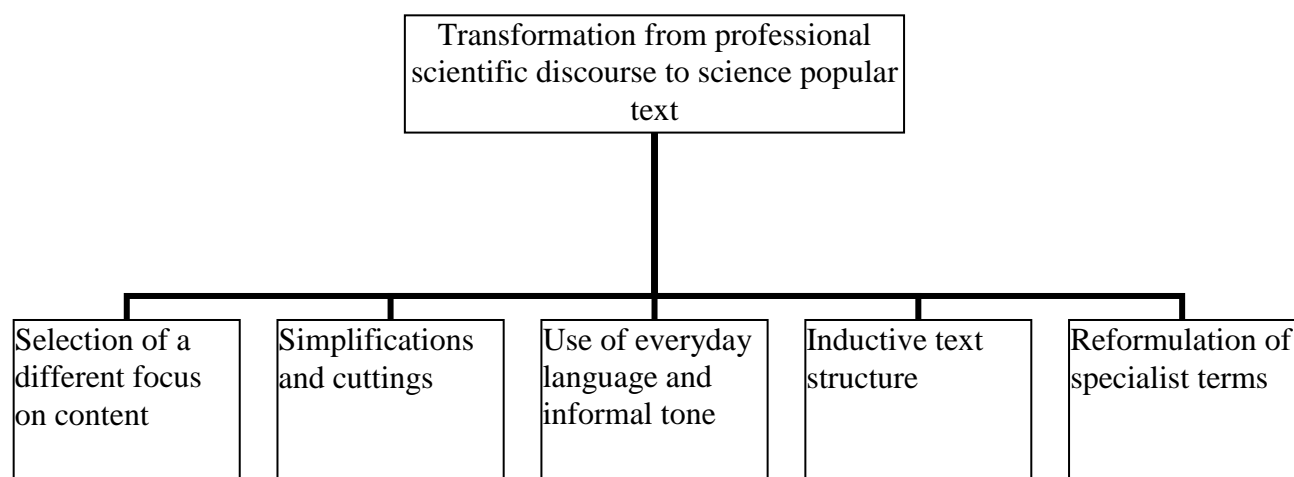 Transformation from professional
scientific discourse to science popular
text
Selection of a
different focus
on content
Simplifications
and cuttings
Use of everyday
language and
informal tone
Inductive text
structure
Reformulation of
specialist terms